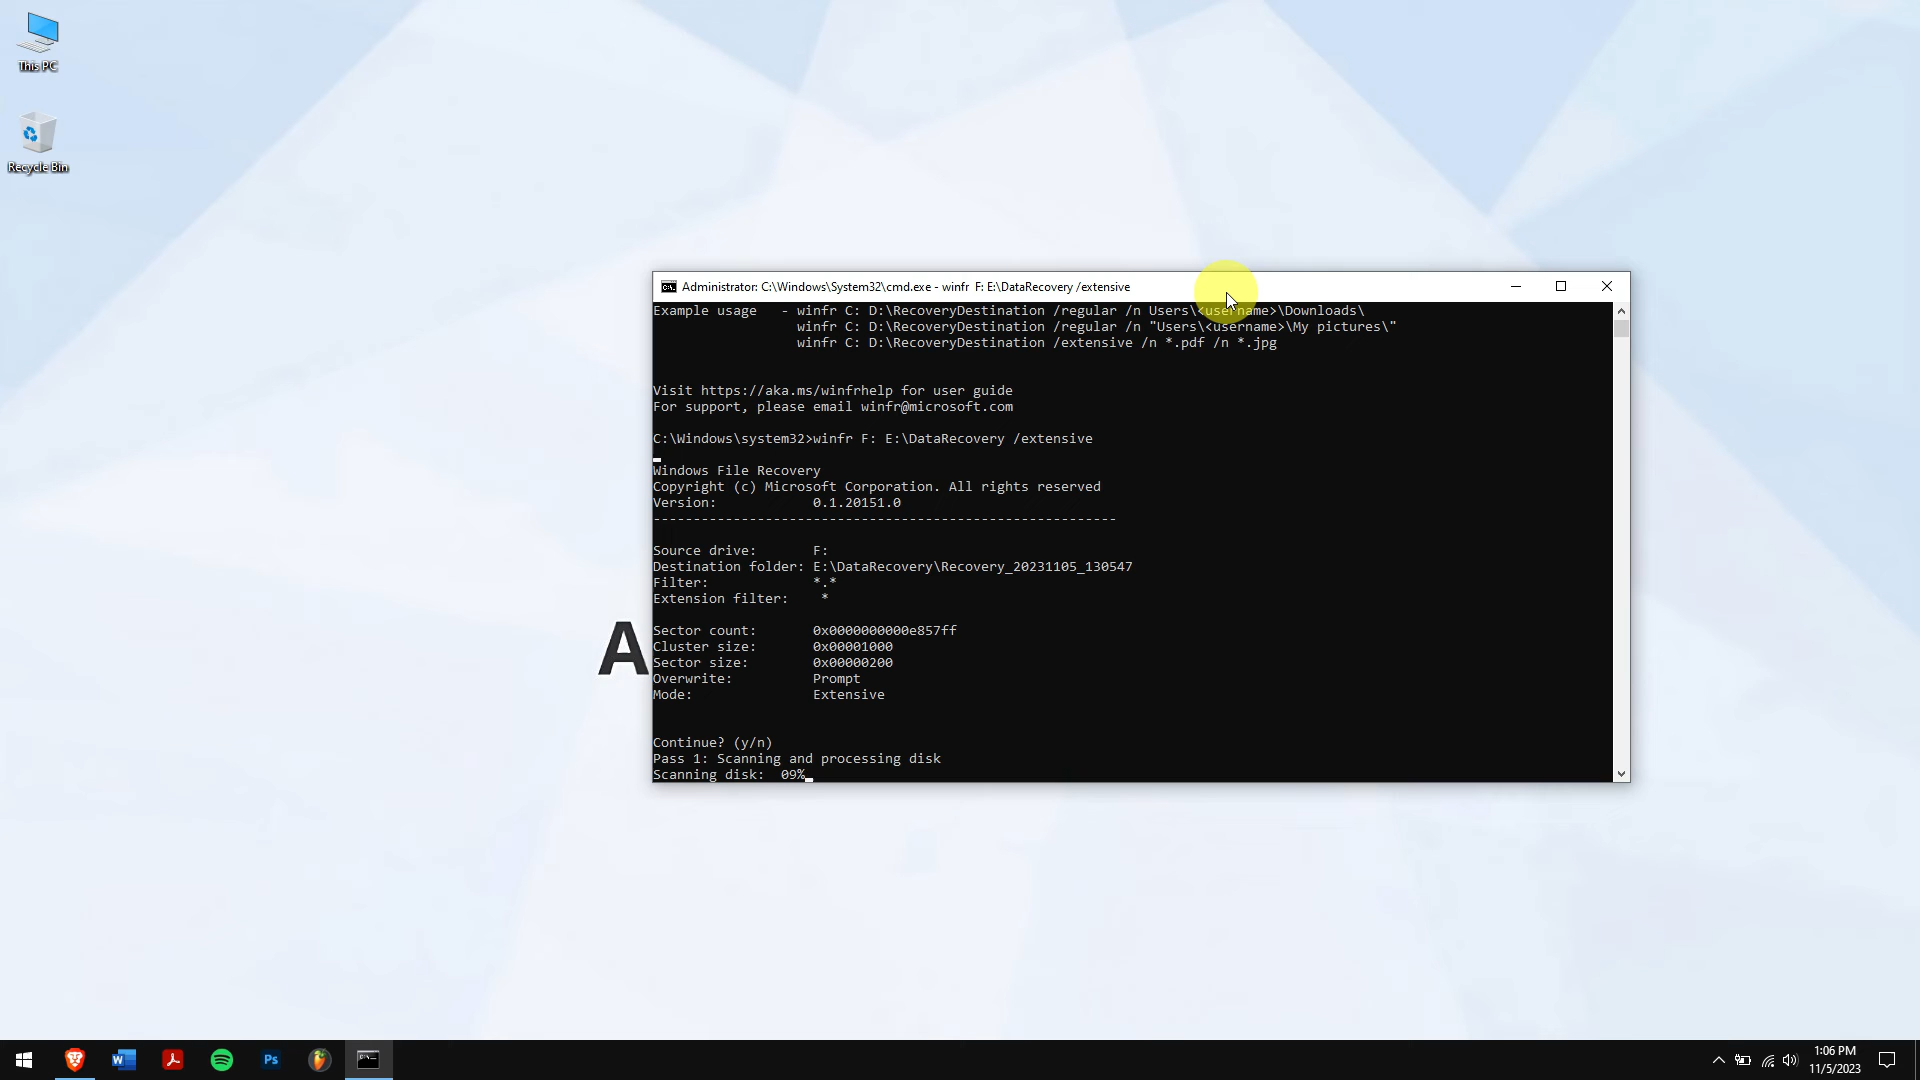 This PC
Recycle Bin
Administrator: C:\Windows\System32\cmd.exe - winfr  F: E:\DataRecovery /extensive
Example usage   - winfr C: D:\RecoveryDestination /regular /n Users\<username>\Downloads\
winfr C: D:\RecoveryDestination /regular /n "Users\<username>\My pictures\"
winfr C: D:\RecoveryDestination /extensive /n *.pdf /n *.jpg
Visit https://aka.ms/winfrhelp for user guide
For support, please email winfr@microsoft.com
C:\Windows\system32>winfr F: E:\DataRecovery /extensive
Windows File Recovery
Copyright (c) Microsoft Corporation. All rights reserved
Version:            0.1.20151.0
----------------------------------------------------------
Source drive:       F:
Destination folder: E:\DataRecovery\Recovery_20231105_130547
Filter:             *.*
Extension filter:    *
Sector count:       0x0000000000e857ff
Cluster size:       0x00001000
Sector size:        0x00000200
Overwrite:          Prompt
Mode:               Extensive
A
Continue? (y/n)
Pass 1: Scanning and processing disk
Scanning disk:  09%
W
Ps
1:06 PM
11/5/2023